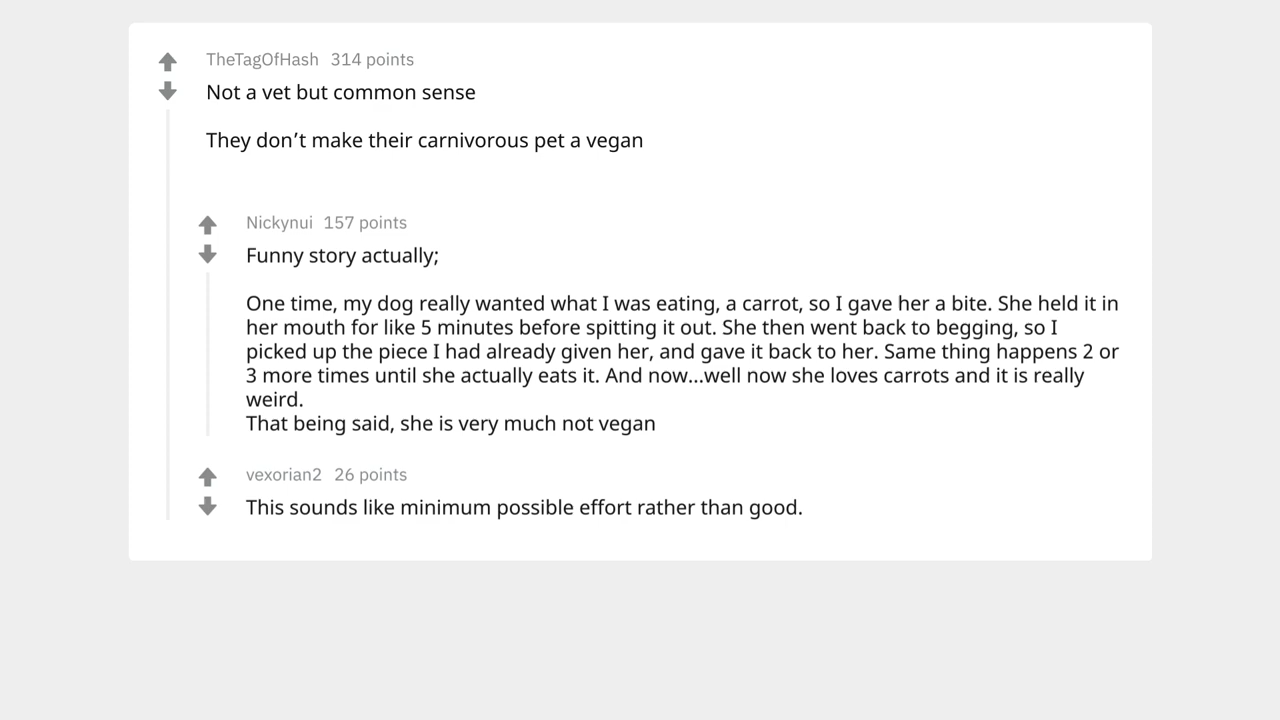 TheTagOfHash 314 points
Not a vet but common sense
They don’t make their carnivorous pet a vegan
Nickynui 157 points
Funny story actually;
One time, my dog really wanted what I was eating, a carrot, so I gave her a bite. She held it in
her mouth for like 5 minutes before spitting it out. She then went back to begging, so I
picked up the piece I had already given her, and gave it back to her. Same thing happens 2 or
3 more times until she actually eats it. And now...well now she loves carrots and it is really
weird.
That being said, she is very much not vegan
vexorian2 26 points
This sounds like minimum possible effort rather than good.